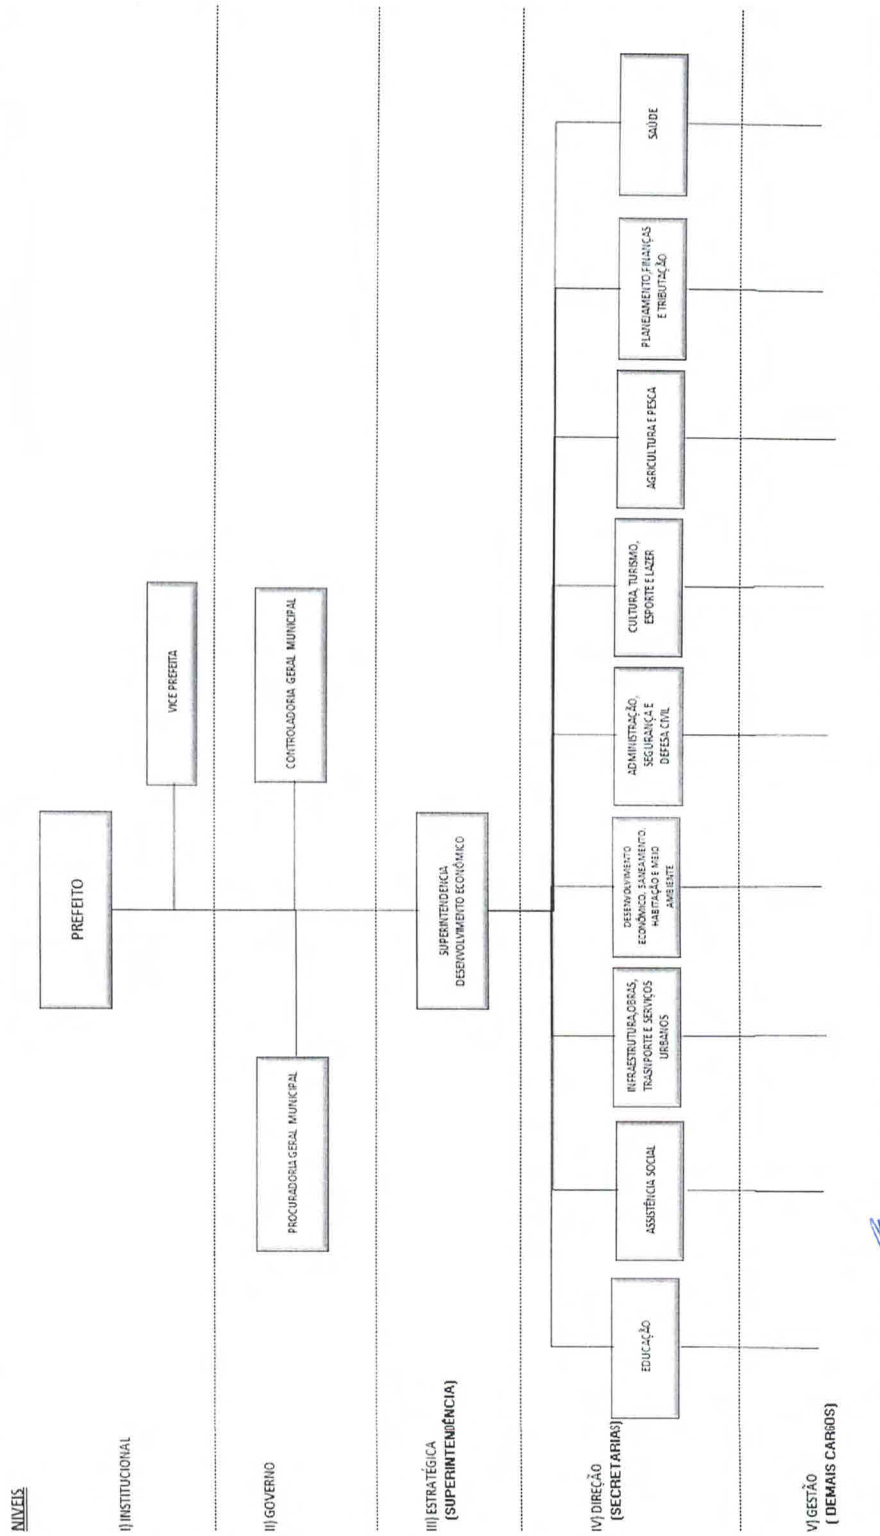 NIVEIS
I) INSTITUCIONAL
PREFEITO
VICE PREFEITA
II) GOVERNO
PROCURADORIA GERAL MUNICIPAL
CONTROLADORIA GERAL MUNICIPAL
III) ESTRATÉGICA
(SUPERINTENDÊNCIA)
SUPERINTENDENCIA
DESENVOLVIMENTO ECONÔMICO
IV) DIREÇÃO
(SECRETARIAS)
EDUCAÇÃO
ASSISTÊNCIA SOCIAL
INFRAESTRUTURA,OBRAS,
TRASNPORTE E SERVIÇOS
URBANOS
DESENVOLVIMENTO
ECONÔMICO, SANEAMENTO,
HABITAÇÃO E MEIO
AMBIENTE
ADMINISTRAÇÃO,
SEGURANÇA E
DEFESA CIVIL
CULTURA, TURISMO,
ESPORTE E LAZER
AGRICULTURA E PESCA
PLANEJAMENTO,FINANÇAS
E TRIBUTAÇÃO
SAÚDE
V) GESTÃO
( DEMAIS CARGOS)